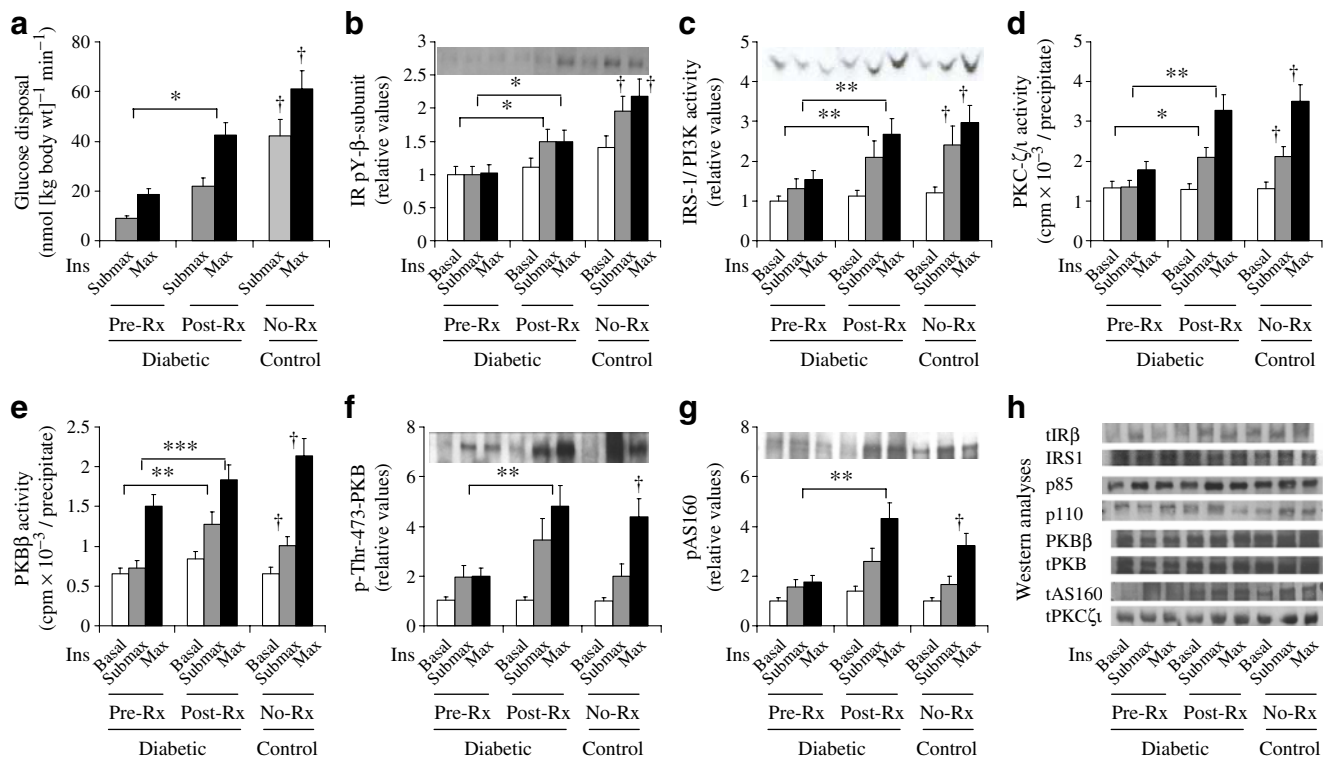 a
Glucose disposal
(nmol [kg body wt]⁻¹ min⁻¹)
80
60
40
20
0
*
†
†
Ins
Submax
Max
Submax
Max
Submax
Max
Pre-Rx
Post-Rx
No-Rx
Diabetic
Control
b
IR pY-β-subunit
(relative values)
3
2.5
2
1.5
1
0.5
0
*
*
†
†
Ins
Basal
Submax
Max
Basal
Submax
Max
Basal
Submax
Max
Pre-Rx
Post-Rx
No-Rx
Diabetic
Control
c
IRS-1/ PI3K activity
(relative values)
5
4
3
2
1
0
**
**
†
†
Ins
Basal
Submax
Max
Basal
Submax
Max
Basal
Submax
Max
Pre-Rx
Post-Rx
No-Rx
Diabetic
Control
d
PKC-ζ/ι activity
(cpm × 10⁻³ / precipitate)
5
4
3
2
1
0
**
*
†
†
Ins
Basal
Submax
Max
Basal
Submax
Max
Basal
Submax
Max
Pre-Rx
Post-Rx
No-Rx
Diabetic
Control
e
PKBβ activity
(cpm × 10⁻³ / precipitate)
2.5
2
1.5
1
0.5
0
***
**
†
†
Ins
Basal
Submax
Max
Basal
Submax
Max
Basal
Submax
Max
Pre-Rx
Post-Rx
No-Rx
Diabetic
Control
f
p-Thr-473-PKB
(relative values)
8
6
4
2
0
**
†
Ins
Basal
Submax
Max
Basal
Submax
Max
Basal
Submax
Max
Pre-Rx
Post-Rx
No-Rx
Diabetic
Control
g
pAS160
(relative values)
8
6
4
2
0
**
†
Ins
Basal
Submax
Max
Basal
Submax
Max
Basal
Submax
Max
Pre-Rx
Post-Rx
No-Rx
Diabetic
Control
h
Western analyses
tIRβ
IRS1
p85
p110
PKBβ
tPKB
tAS160
tPKCζι
Ins
Basal
Submax
Max
Basal
Submax
Max
Basal
Submax
Max
Pre-Rx
Post-Rx
No-Rx
Diabetic
Control